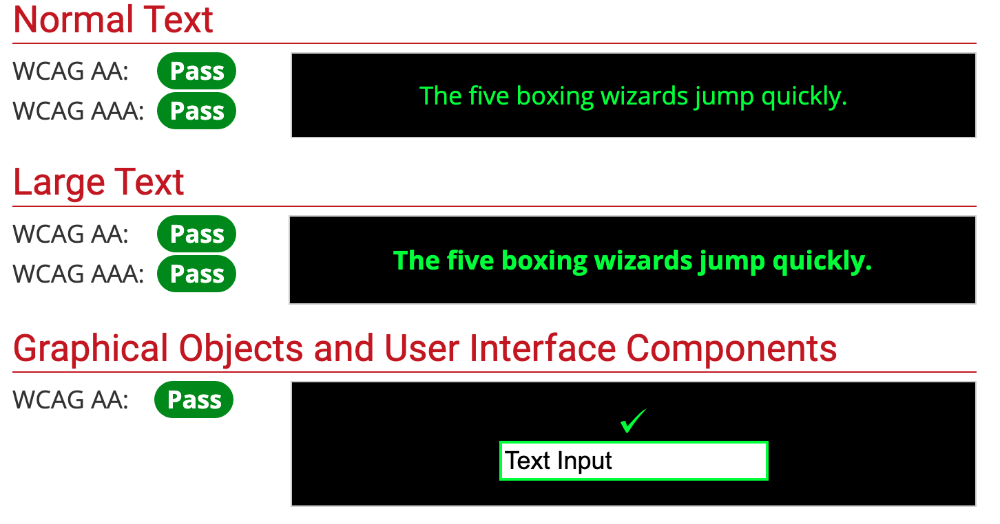 Normal Text
WCAG AA: Pass
WCAG AAA: Pass
The five boxing wizards jump quickly.
Large Text
WCAG AA: Pass
WCAG AAA: Pass
The five boxing wizards jump quickly.
Graphical Objects and User Interface Components
WCAG AA: Pass
✓
Text Input